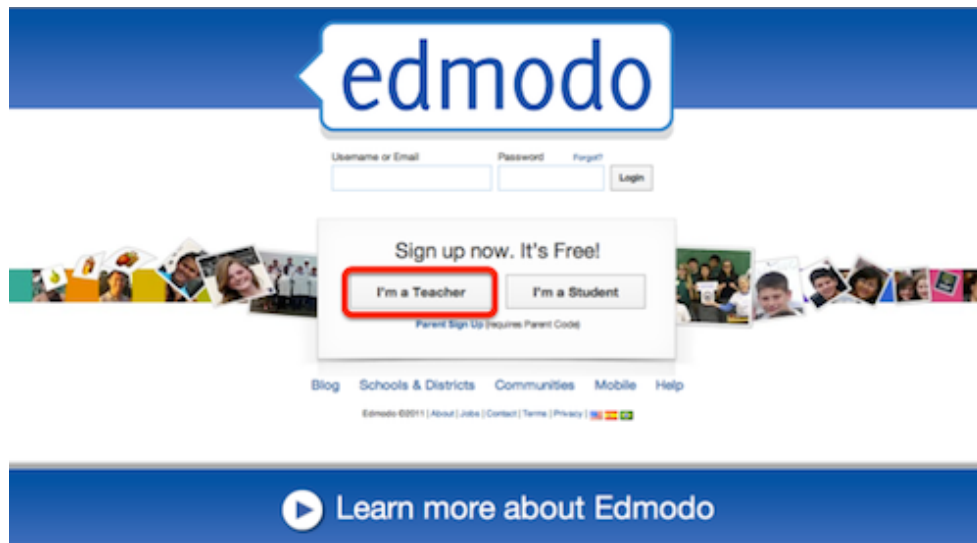 edmodo
Username or Email Password Forgot?
Login
Sign up now. It's Free!
I'm a Teacher I'm a Student
Parent Sign Up (requires Parent Code)
Blog Schools & Districts Communities Mobile Help
Edmodo ©2011 | About | Jobs | Contact | Terms | Privacy |
Learn more about Edmodo